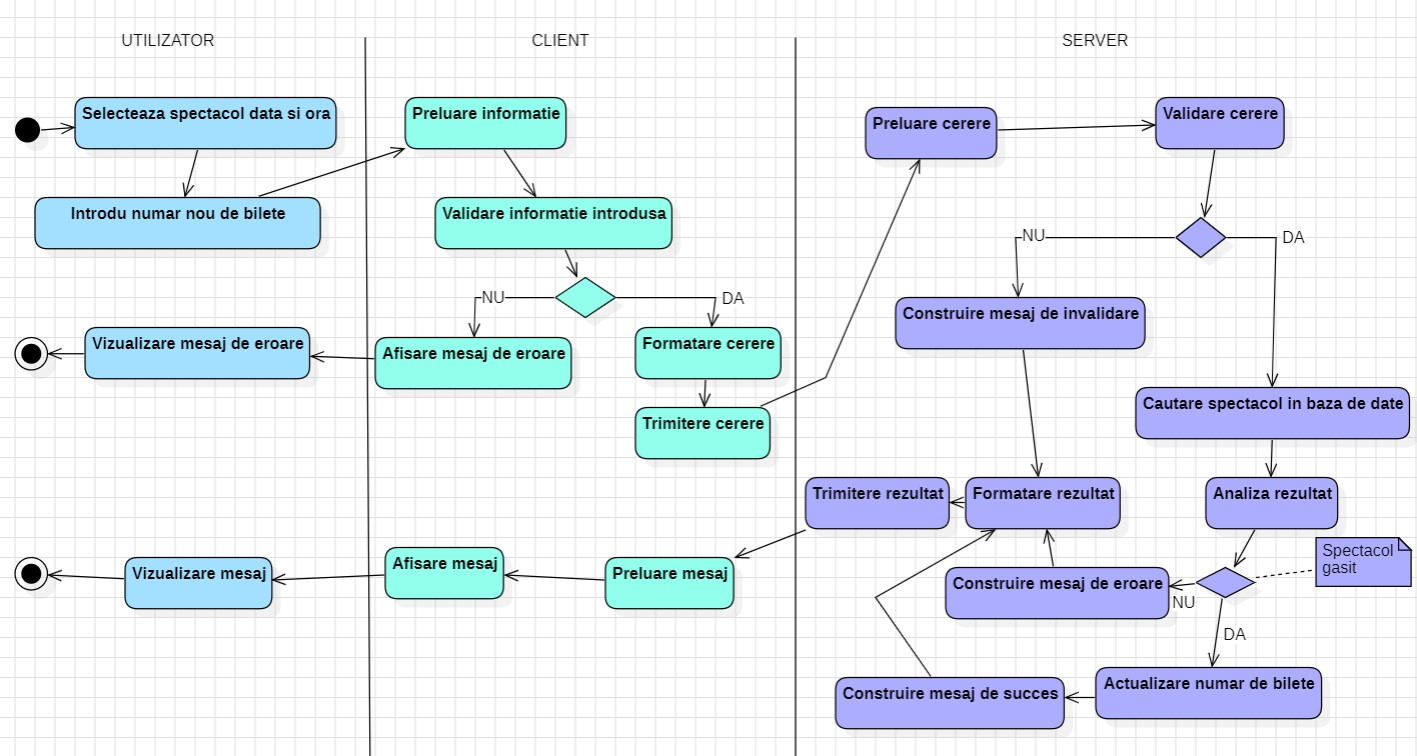 UTILIZATOR
CLIENT
SERVER
Selecteaza spectacol data si ora
Introdu numar nou de bilete
Vizualizare mesaj de eroare
Vizualizare mesaj
Preluare informatie
Validare informatie introdusa
NU
DA
Afisare mesaj de eroare
Formatare cerere
Trimitere cerere
Afisare mesaj
Preluare mesaj
Preluare cerere
Validare cerere
NU
DA
Construire mesaj de invalidare
Cautare spectacol in baza de date
Trimitere rezultat
Formatare rezultat
Analiza rezultat
Spectacol
gasit
Construire mesaj de eroare
NU
DA
Construire mesaj de succes
Actualizare numar de bilete